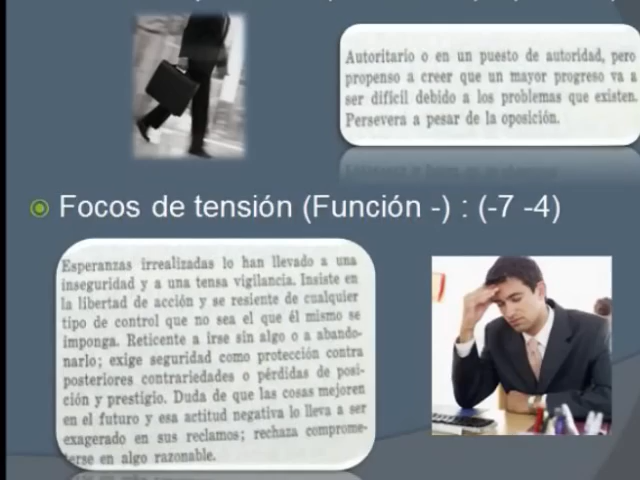 Autoritario o en un puesto de autoridad, pero
propenso a creer que un mayor progreso va a
ser difícil debido a los problemas que existen.
Persevera a pesar de la oposición.
Focos de tensión (Función -) : (-7 -4)
Esperanzas irrealizadas lo han llevado a una
inseguridad y a una tensa vigilancia. Insiste en
la libertad de acción y se resiente de cualquier
tipo de control que no sea el que él mismo se
imponga. Reticente a irse sin algo o a abando-
narlo; exige seguridad como protección contra
posteriores contrariedades o pérdidas de posi-
ción y prestigio. Duda de que las cosas mejoren
en el futuro y esa actitud negativa lo lleva a ser
exagerado en sus reclamos; rechaza comprome-
terse en algo razonable.